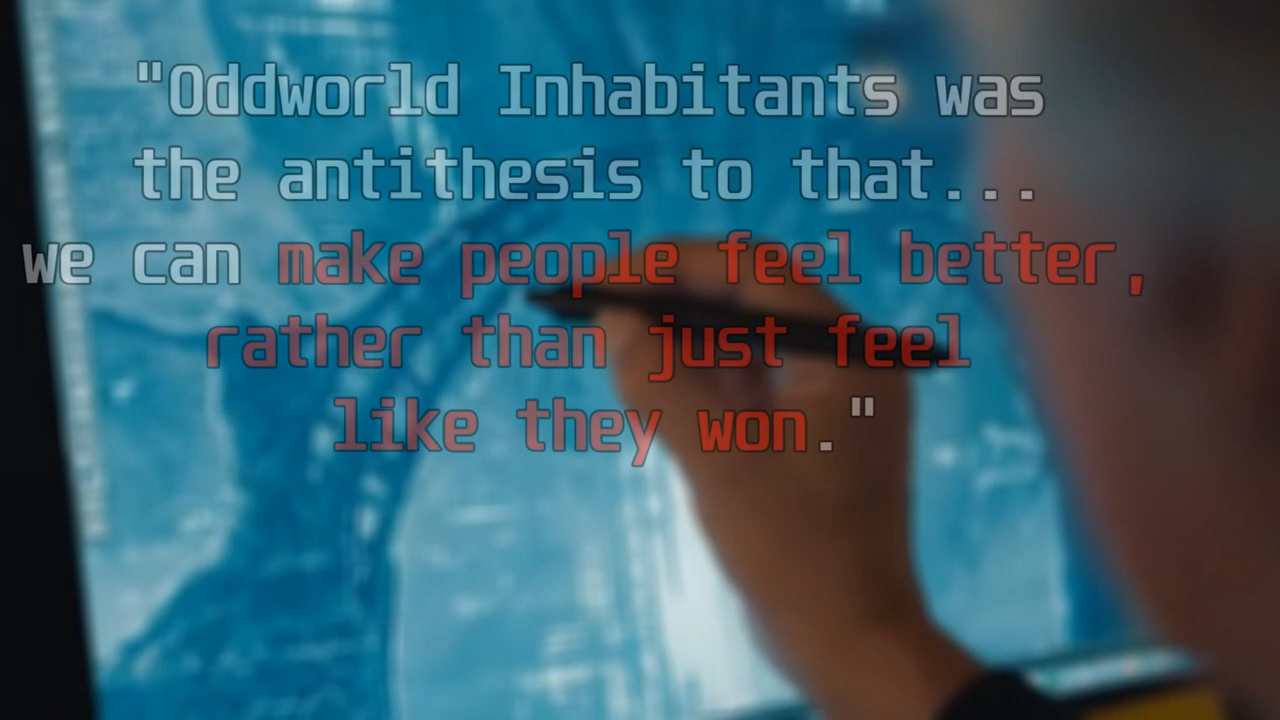 "Oddworld Inhabitants was
the antithesis to that...
we can make people feel better,
rather than just feel
like they won."